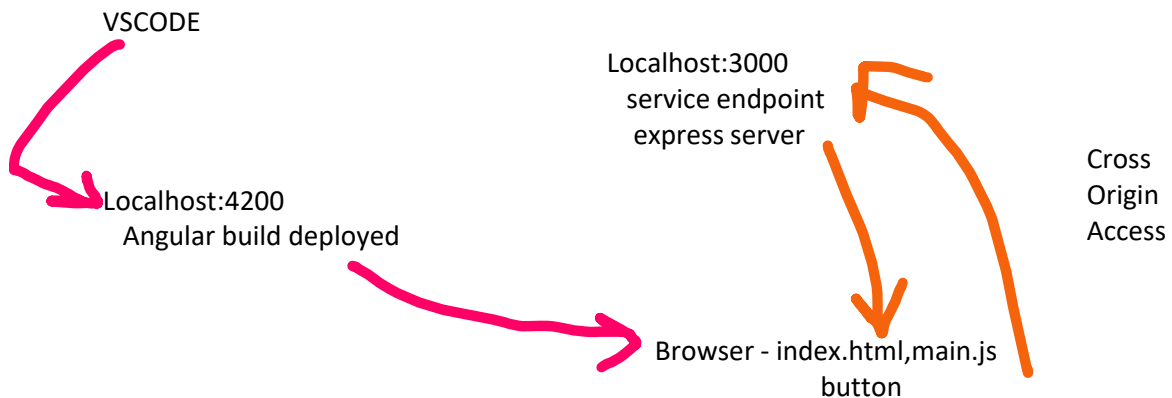 VSCODE
Localhost:3000
service endpoint
express server
Cross
Origin
Access
Localhost:4200
Angular build deployed
Browser - index.html,main.js
button